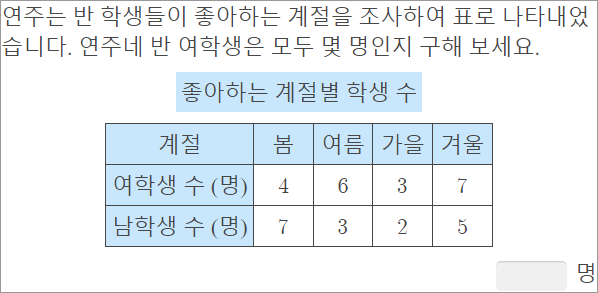 연주는 반 학생들이 좋아하는 계절을 조사하여 표로 나타내었
습니다. 연주네 반 여학생은 모두 몇 명인지 구해 보세요.
좋아하는 계절별 학생 수
계절 봄 여름 가을 겨울
여학생 수 (명) 4 6 3 7
남학생 수 (명) 7 3 2 5
명